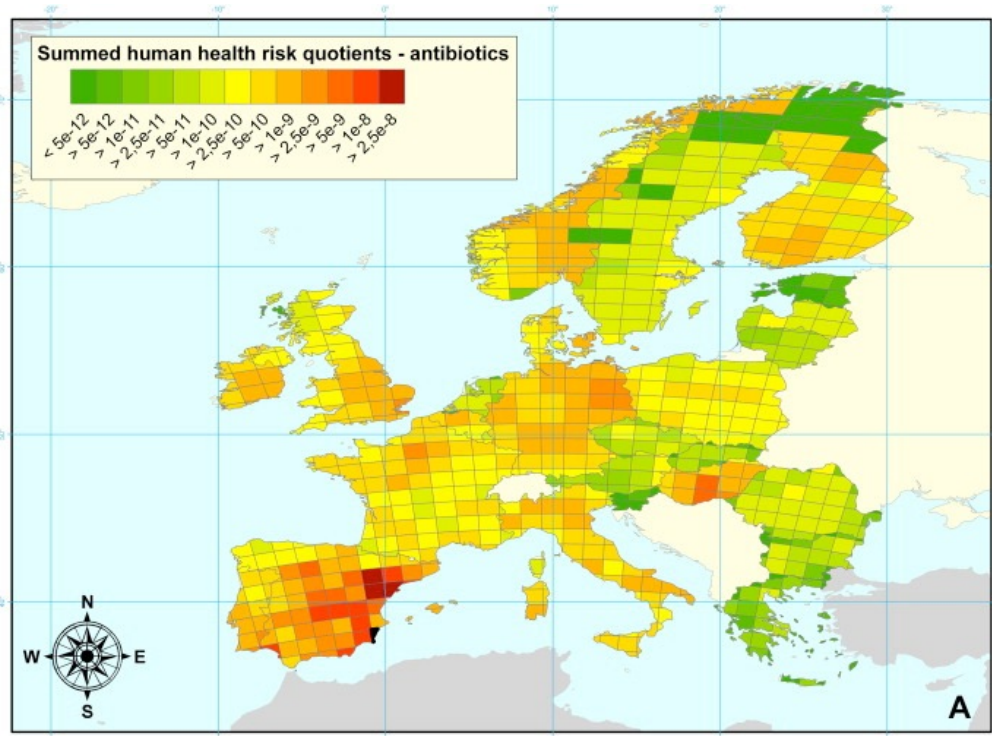 Summed human health risk quotients - antibiotics
< 5e-12
> 5e-12
> 1e-11
> 2,5e-11
> 5e-11
> 1e-10
> 2,5e-10
> 5e-10
> 1e-9
> 2,5e-9
> 5e-9
> 1e-8
> 2,5e-8
N
W E
S
A